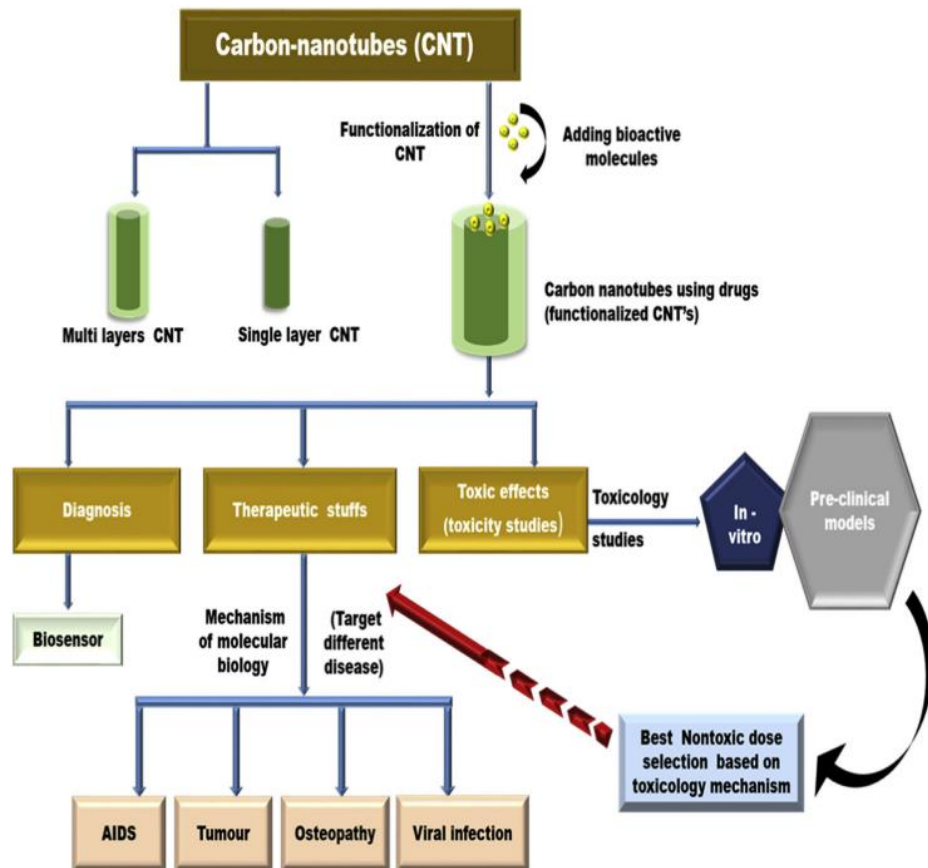 Carbon-nanotubes (CNT)
Functionalization of
CNT
Adding bioactive
molecules
Multi layers CNT
Single layer CNT
Carbon nanotubes using drugs
(functionalized CNT's)
Diagnosis
Therapeutic stuffs
Toxic effects
(toxicity studies)
Toxicology
studies
In -
vitro
Pre-clinical
models
Biosensor
Mechanism
of molecular
biology
(Target
different
disease)
Best Nontoxic dose
selection based on
toxicology mechanism
AIDS
Tumour
Osteopathy
Viral infection